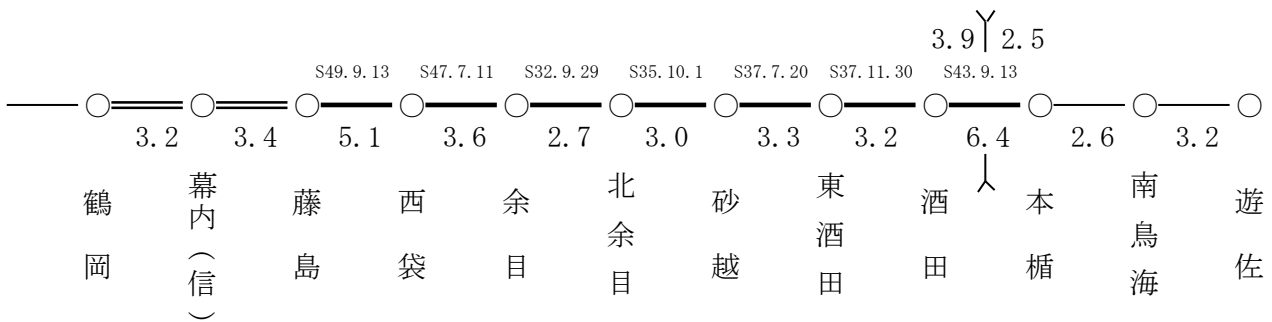 3.9 2.5
S49.9.13 S47.7.11 S32.9.29 S35.10.1 S37.7.20 S37.11.30 S43.9.13
3.2 3.4 5.1 3.6 2.7 3.0 3.3 3.2 6.4 2.6 3.2
鶴岡
幕内(信)
藤島
西袋
余目
北余目
砂越
東酒田
酒田
本楯
南鳥海
遊佐